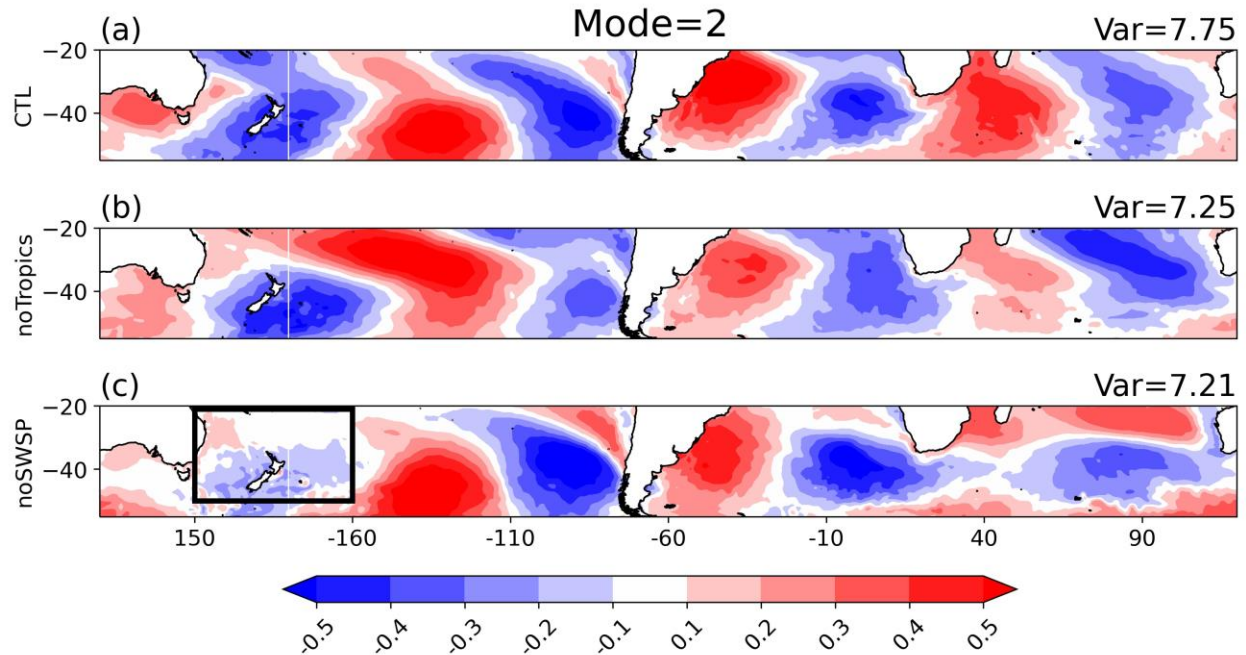 Mode=2
(a)
Var=7.75
−20
−40
CTL
(b)
Var=7.25
−20
−40
noTropics
(c)
Var=7.21
−20
−40
noSWSP
150
-160
-110
-60
-10
40
90
-0.5
-0.4
-0.3
-0.2
-0.1
0.1
0.2
0.3
0.4
0.5